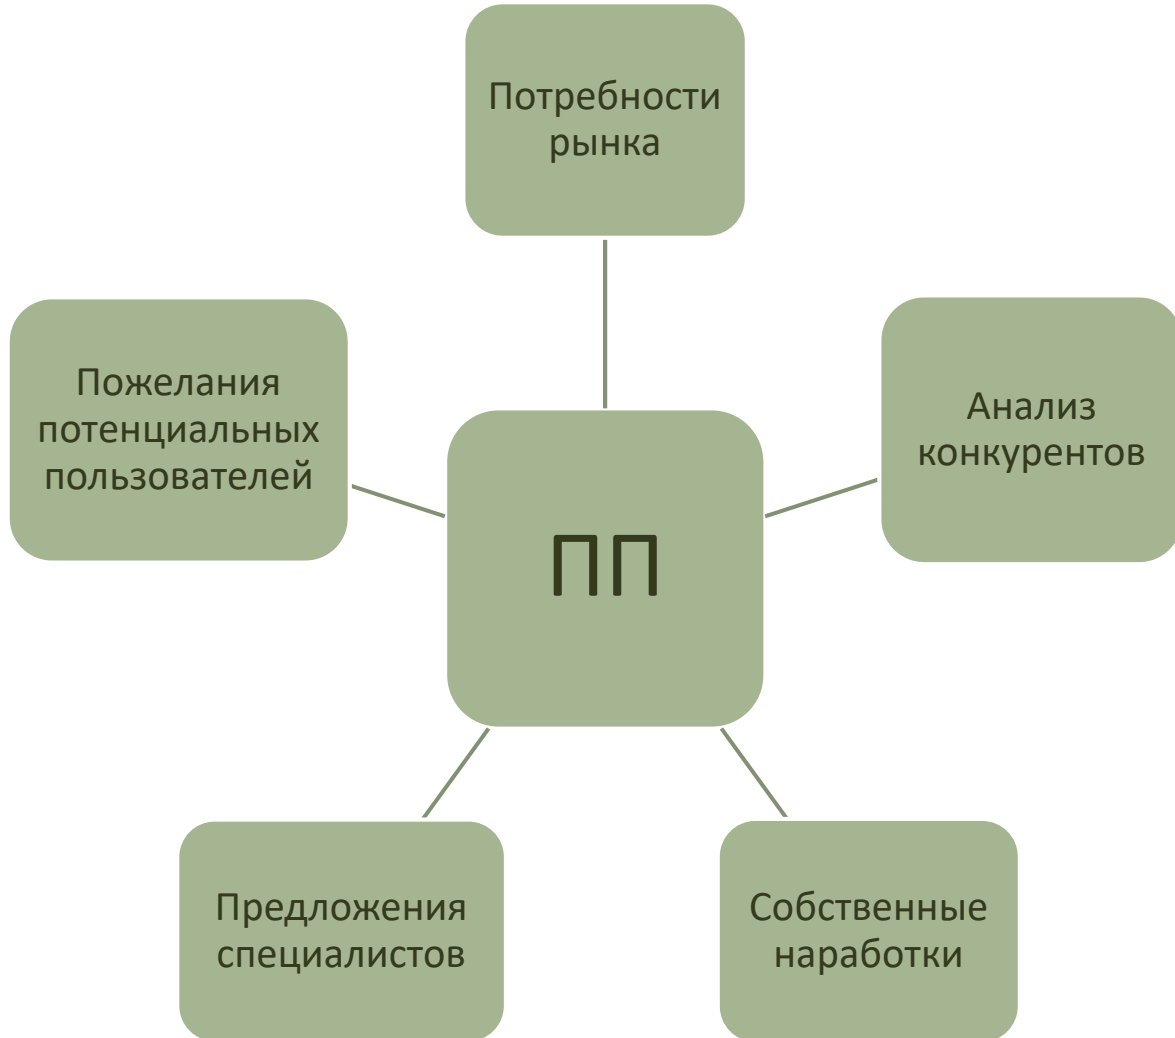 Потребности
рынка
Пожелания
потенциальных
пользователей
Анализ
конкурентов
ПП
Предложения
специалистов
Собственные
наработки